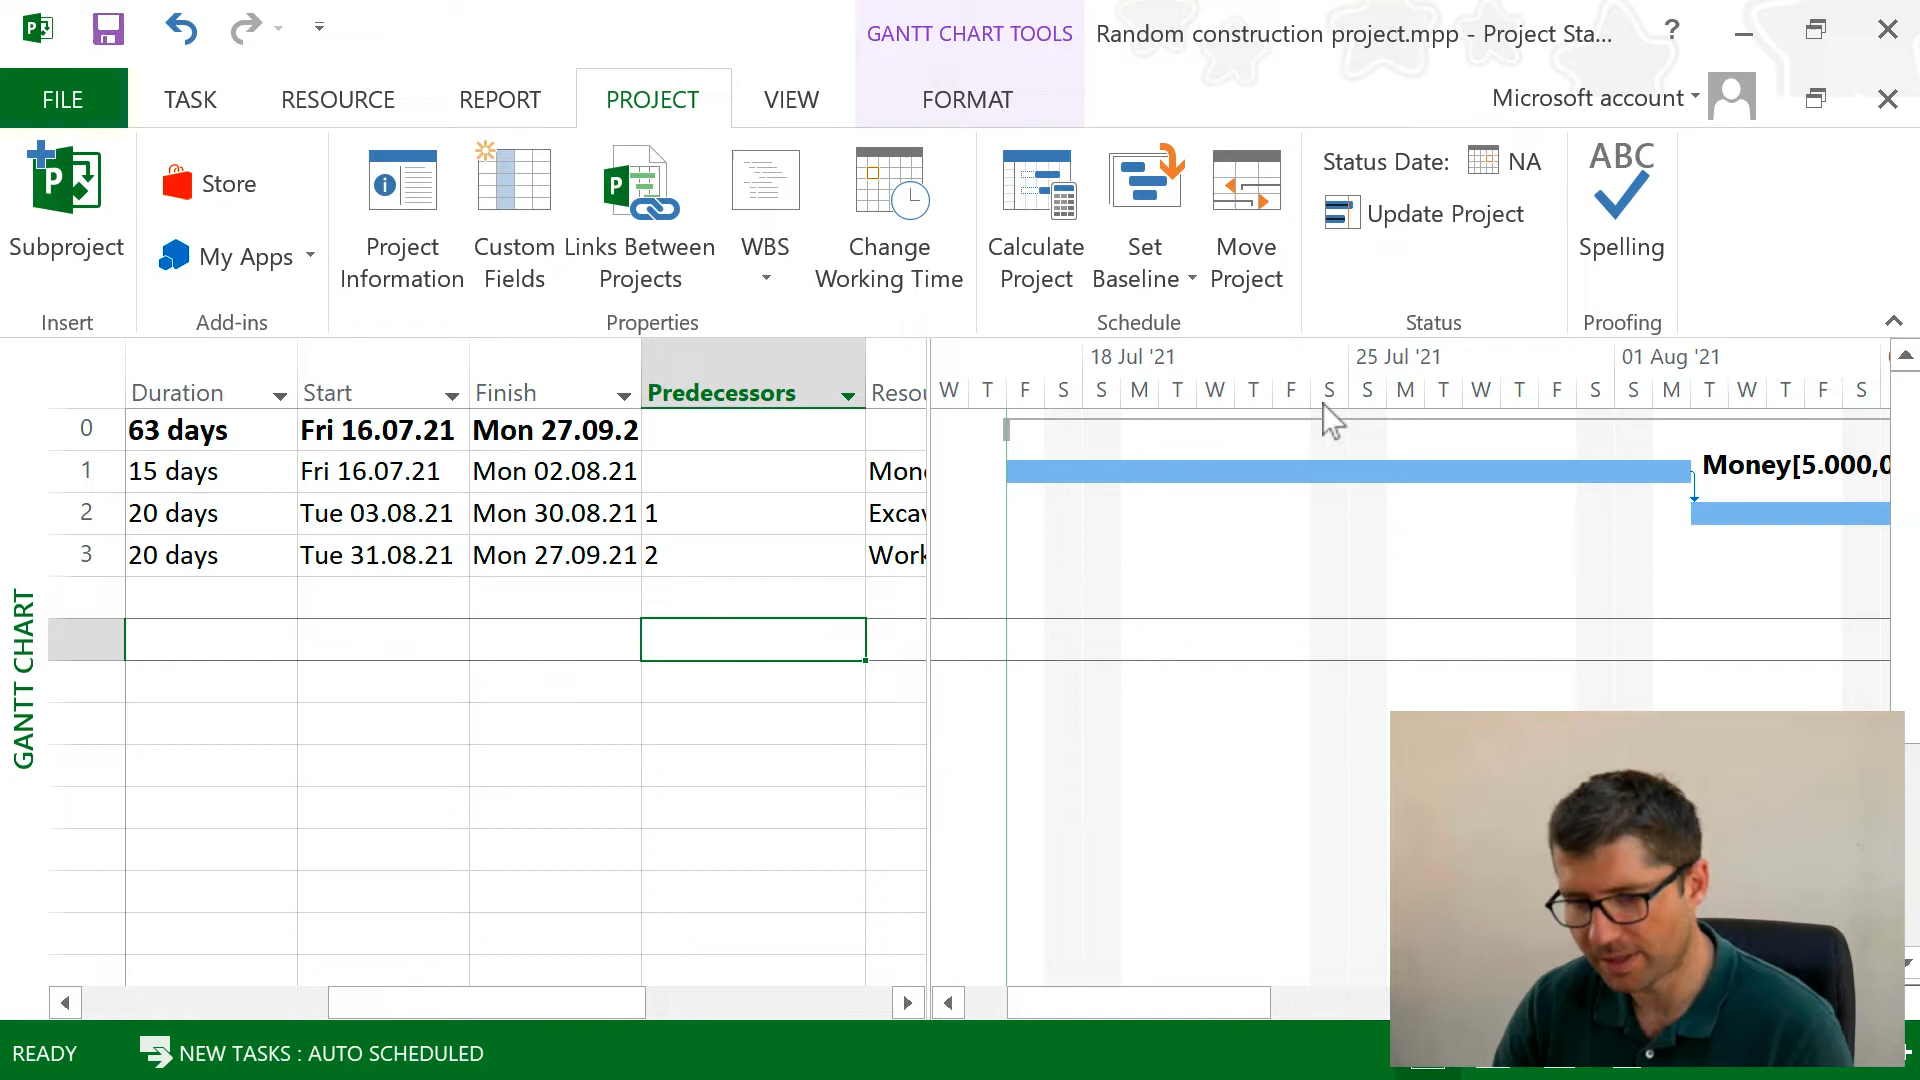 GANTT CHART TOOLS
Random construction project.mpp - Project Sta...
?
FILE
TASK
RESOURCE
REPORT
PROJECT
VIEW
FORMAT
Microsoft account
Subproject
Insert
Store
My Apps
Add-ins
Project Information
Custom Fields
Links Between Projects
WBS
Change Working Time
Properties
Calculate Project
Set Baseline
Move Project
Schedule
Status Date: NA
Update Project
Status
ABC
Spelling
Proofing
18 Jul '21 25 Jul '21 01 Aug '21
Duration Start Finish Predecessors Resou
W T F S S M T W T F S S M T W T F S S M T W T F S
0 63 days Fri 16.07.21 Mon 27.09.2
1 15 days Fri 16.07.21 Mon 02.08.21 Mon
Money[5.000,0
2 20 days Tue 03.08.21 Mon 30.08.21 1 Excav
3 20 days Tue 31.08.21 Mon 27.09.21 2 Work
GANTT CHART
READY
NEW TASKS : AUTO SCHEDULED